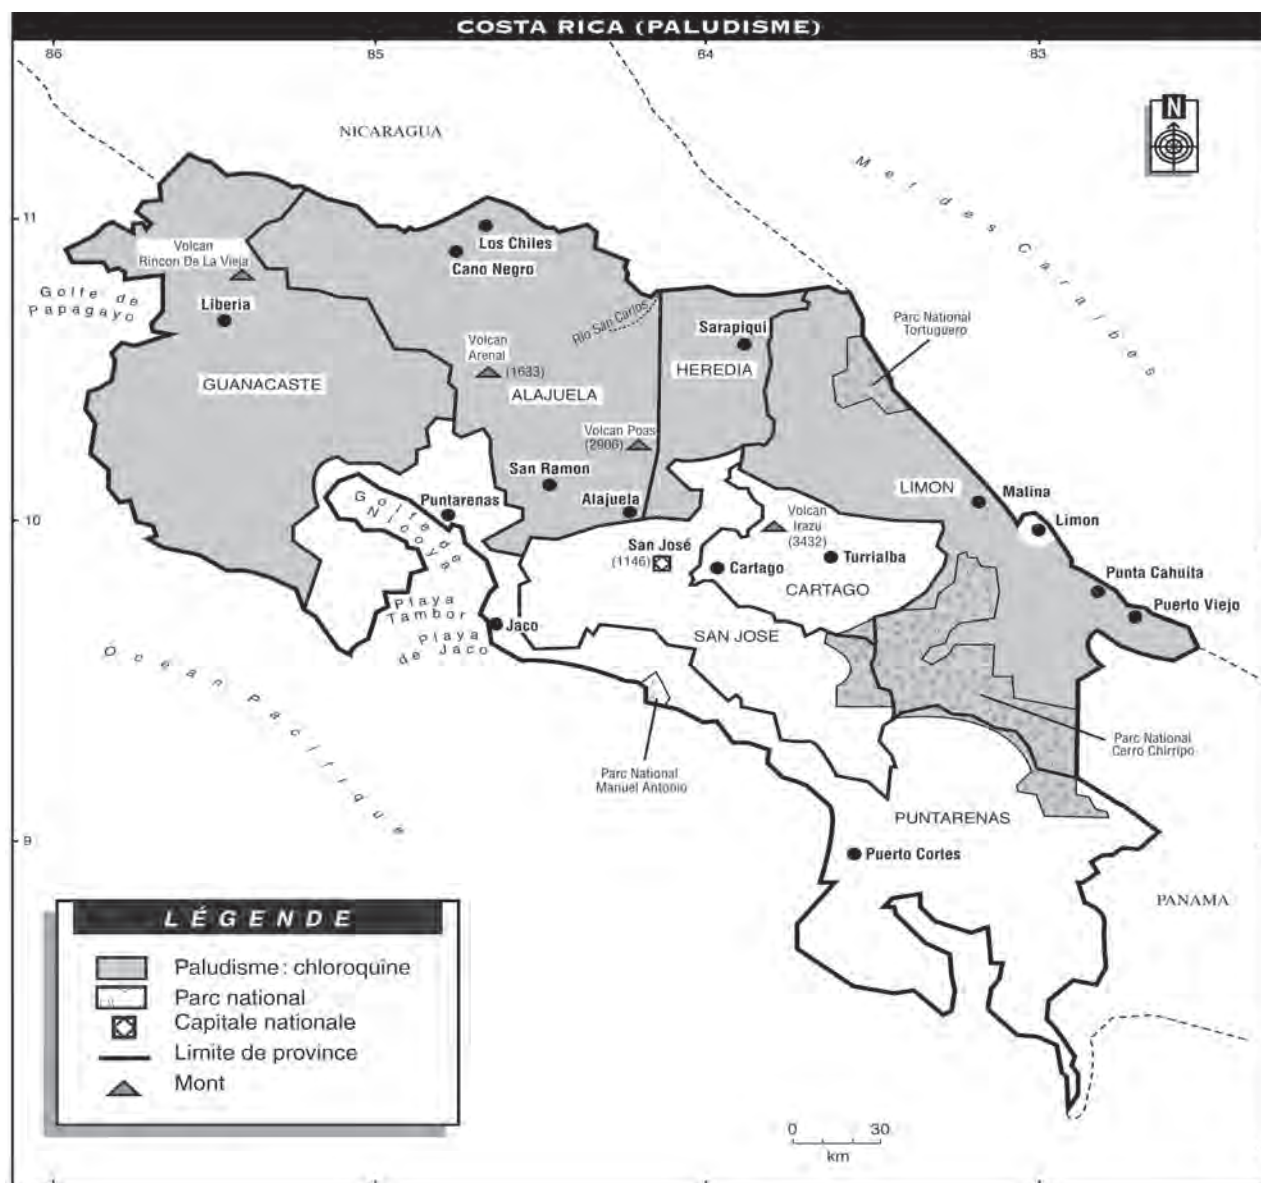 COSTA RICA (PALUDISME)
86
85
84
83
N
NICARAGUA
Mer des Caraïbes
11
Los Chiles
Cano Negro
Volcan
Rincon De La Vieja
Golfe de
Papagayo
Liberia
Rio San Carlos
Sarapiqui
HEREDIA
Parc National
Tortuguero
Volcan
Arenal
(1633)
GUANACASTE
ALAJUELA
Volcan Poas
(2906)
San Ramon
Alajuela
LIMON
Malina
Limon
10
Golfe de
Nicoya
Puntarenas
San José
(1146)
Volcan
Irazu
(3432)
Cartago
Turrialba
CARTAGO
Punta Cahuita
Puerto Viejo
Playa
Tambor
Playa
de Jaco
Jaco
SAN JOSE
Océan Pacifique
Parc National
Manuel Antonio
Parc National
Cerro Chirripo
PUNTARENAS
9
Puerto Cortes
PANAMA
LÉGENDE
Paludisme : chloroquine
Parc national
Capitale nationale
Limite de province
Mont
0 30
km